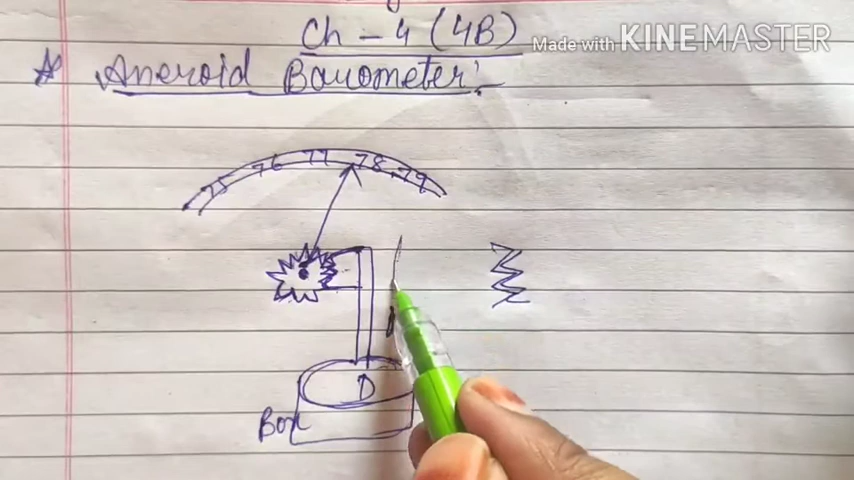 Ch - 4 (4B)
Made with KINEMASTER
Aneroid Barometer:
75 76 77 78 79
D
Box